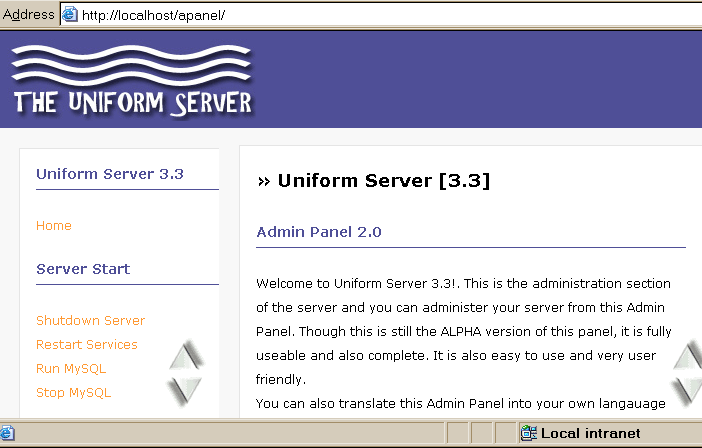 Address http://localhost/apanel/
THE UNIFORM SERVER
Uniform Server 3.3
Home
Server Start
Shutdown Server
Restart Services
Run MySQL
Stop MySQL
» Uniform Server [3.3]
Admin Panel 2.0
Welcome to Uniform Server 3.3!. This is the administration section
of the server and you can administer your server from this Admin
Panel. Though this is still the ALPHA version of this panel, it is fully
useable and also complete. It is also easy to use and very user
friendly.
You can also translate this Admin Panel into your own langauage
Local intranet